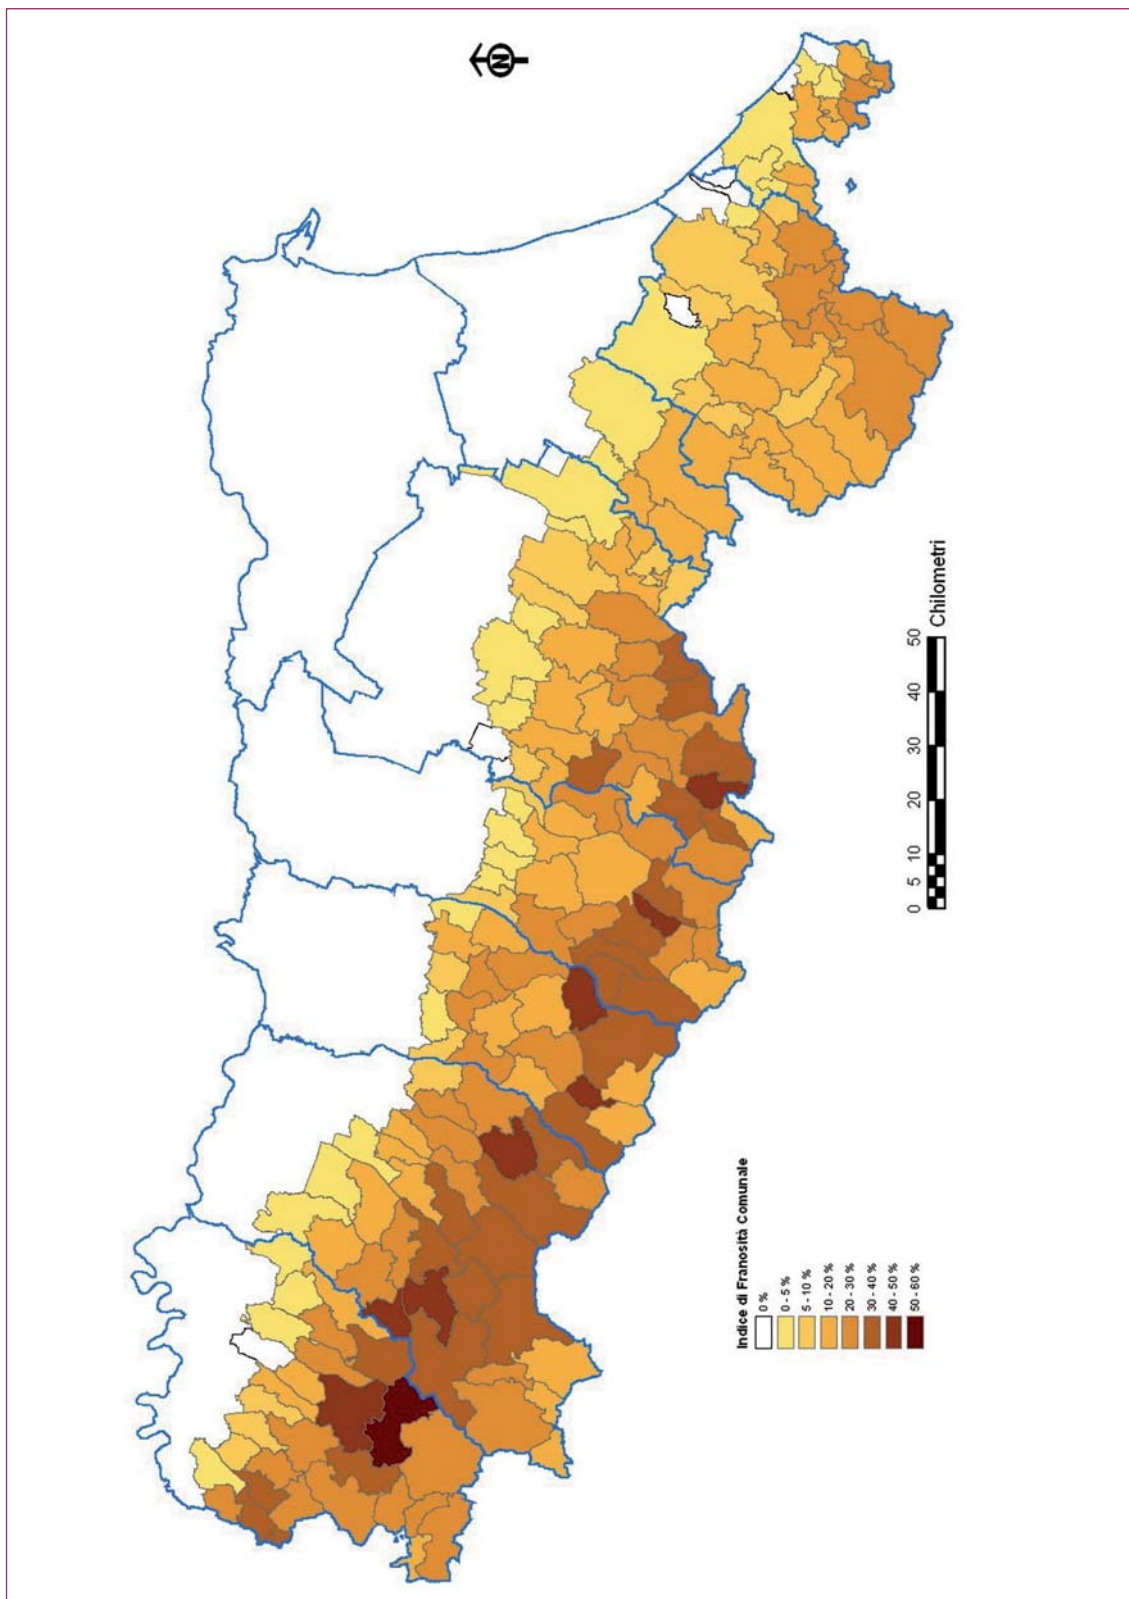 N
Indice di Franosità Comunale
0 %
0 - 5 %
5 - 10 %
10 - 20 %
20 - 30 %
30 - 40 %
40 - 50 %
50 - 60 %
0 5 10 20 30 40 50
Chilometri